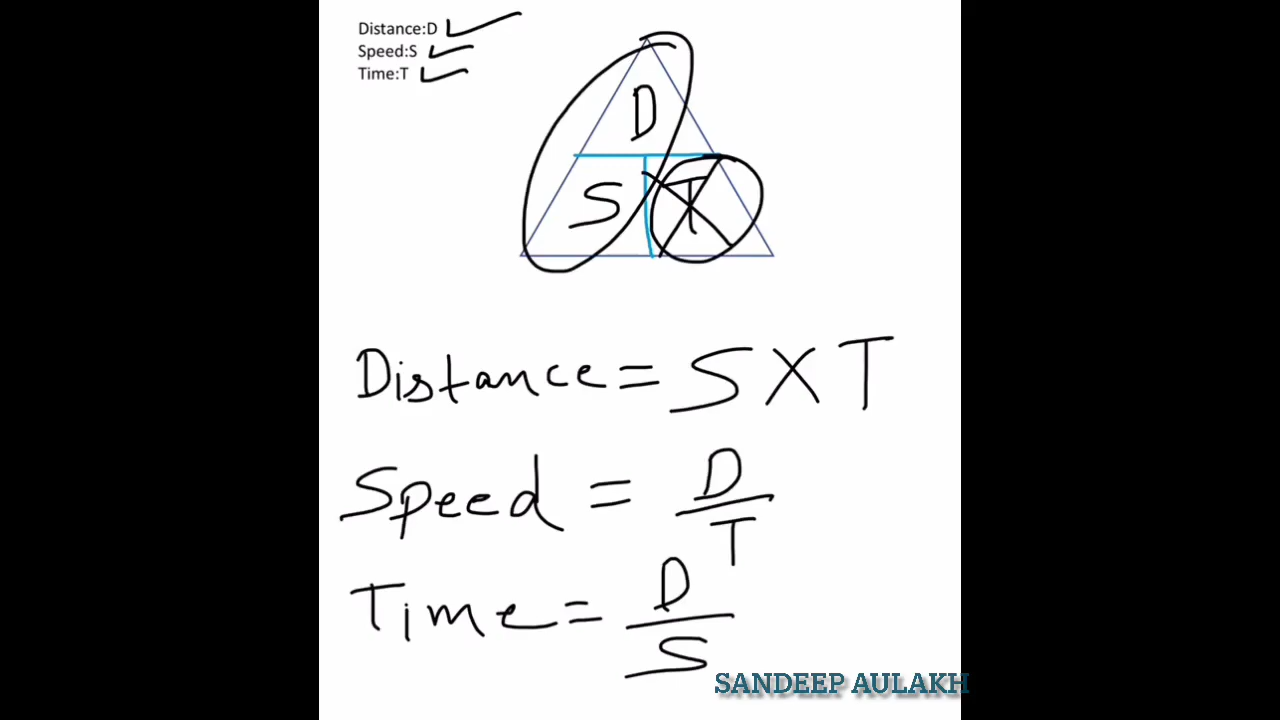 Distance:D
Speed:S
Time:T
D
S T
Distance = S X T
Speed = D/T
Time = D/S
SANDEEP AULAKH